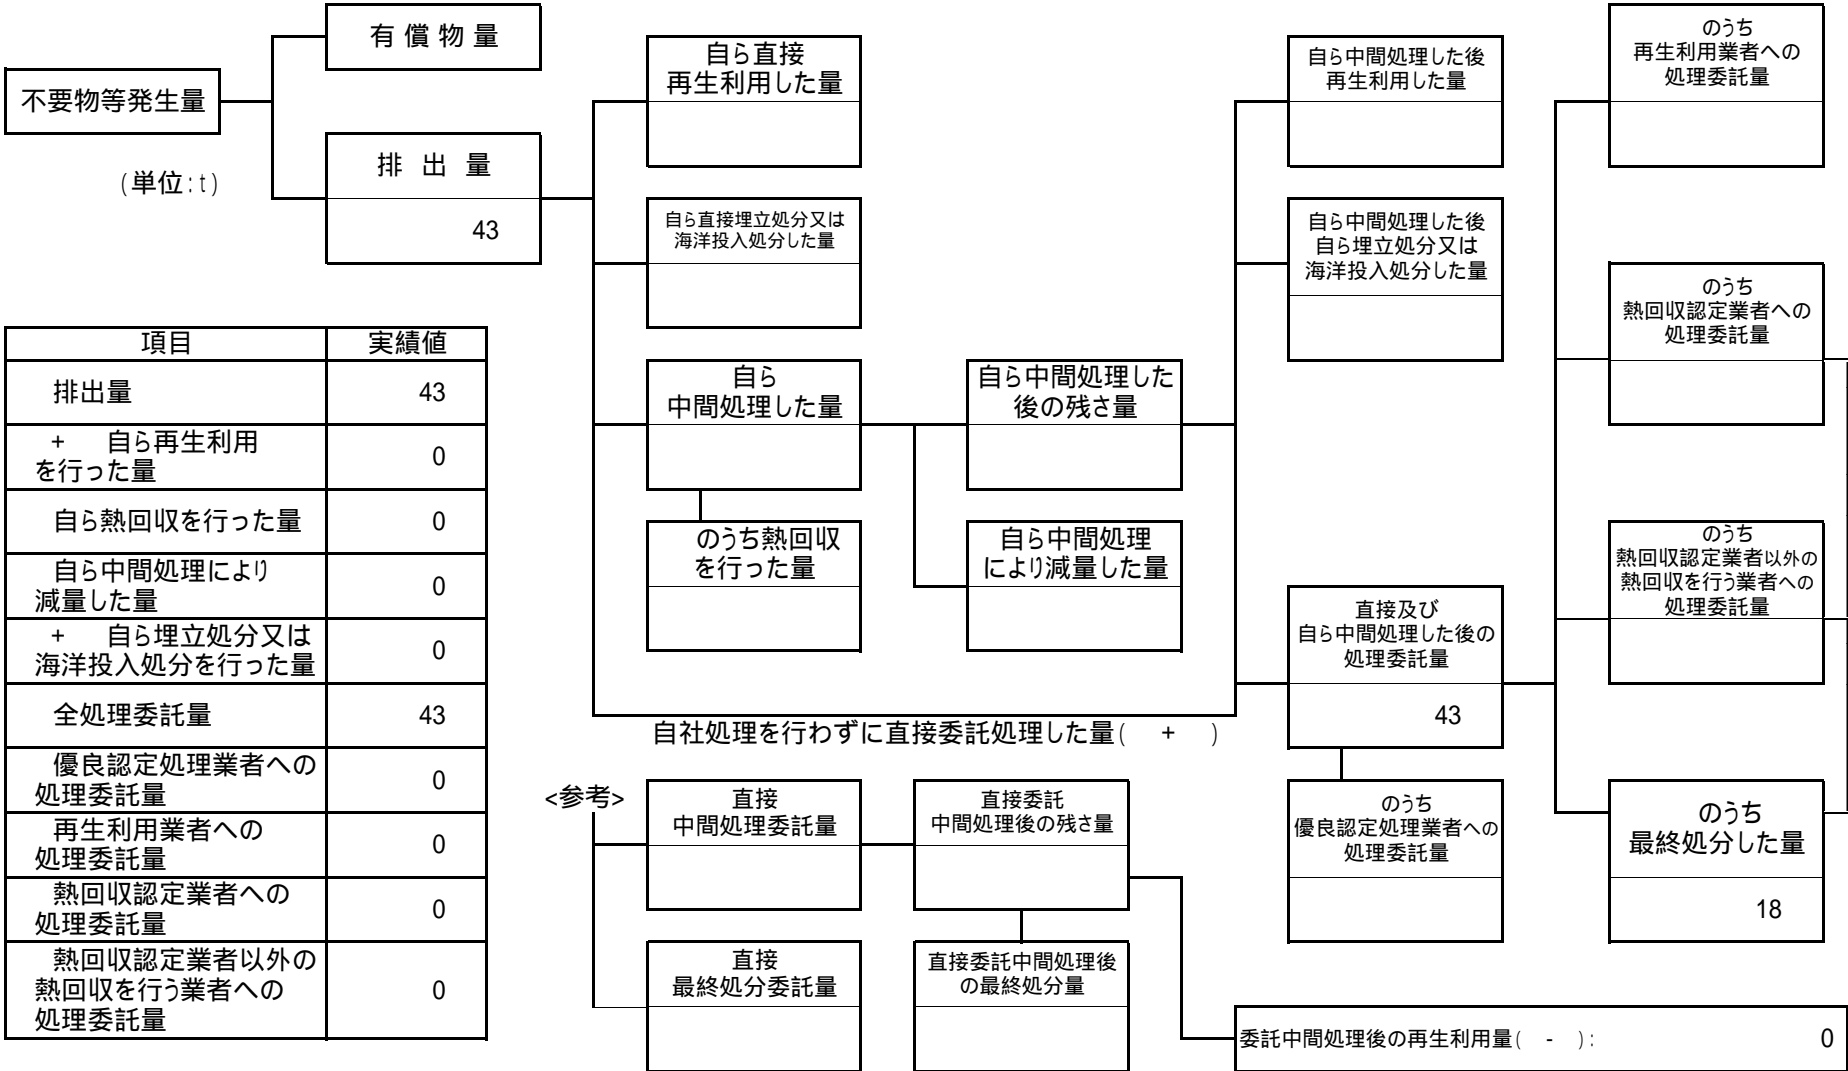 有償物量
不要物等発生量
(単位:t)
排出量
43
自ら直接
再生利用した量
自ら直接埋立処分又は
海洋投入処分した量
自ら
中間処理した量
のうち熱回収
を行った量
自ら中間処理した
後の残さ量
自ら中間処理
により減量した量
自ら中間処理した後
再生利用した量
自ら中間処理した後
自ら埋立処分又は
海洋投入処分した量
直接及び
自ら中間処理した後の
処理委託量
43
のうち
優良認定処理業者への
処理委託量
のうち
再生利用業者への
処理委託量
のうち
熱回収認定業者への
処理委託量
のうち
熱回収認定業者以外の
熱回収を行う業者への
処理委託量
のうち
最終処分した量
18
自社処理を行わずに直接委託処理した量( + )
項目 実績値
排出量 43
+ 自ら再生利用
を行った量 0
自ら熱回収を行った量 0
自ら中間処理により
減量した量 0
+ 自ら埋立処分又は
海洋投入処分を行った量 0
全処理委託量 43
優良認定処理業者への
処理委託量 0
再生利用業者への
処理委託量 0
熱回収認定業者への
処理委託量 0
熱回収認定業者以外の
熱回収を行う業者への
処理委託量 0
<参考>
直接
中間処理委託量
直接委託
中間処理後の残さ量
直接
最終処分委託量
直接委託中間処理後
の最終処分量
委託中間処理後の再生利用量( - ): 0